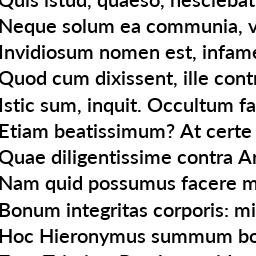 Quis istud, quaeso, nesciebat
Neque solum ea communia, v
Invidiosum nomen est, infame
Quod cum dixissent, ille contr
Istic sum, inquit. Occultum fa
Etiam beatissimum? At certe
Quae diligentissime contra Ar
Nam quid possumus facere m
Bonum integritas corporis: mi
Hoc Hieronymus summum bo